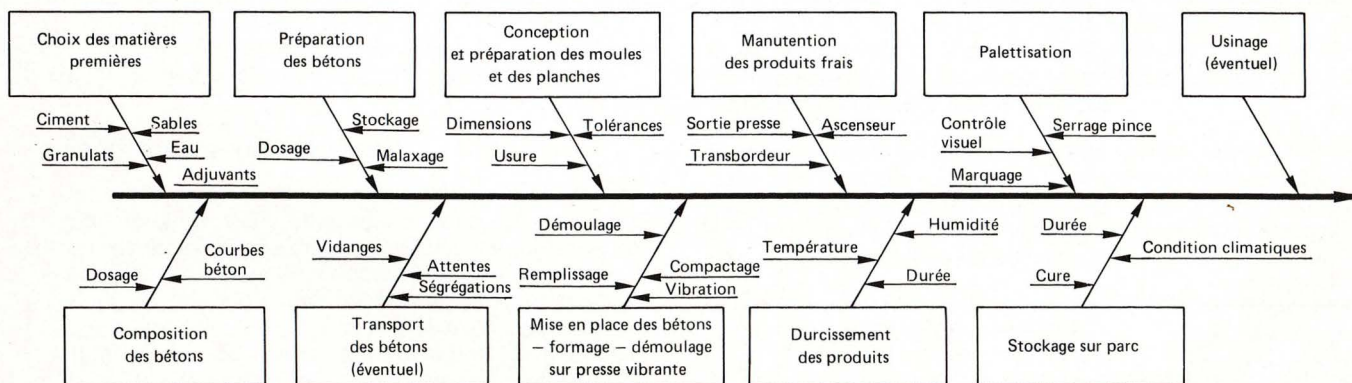 Choix des matières
premières
Préparation
des bétons
Conception
et préparation des moules
et des planches
Manutention
des produits frais
Palettisation
Usinage
(éventuel)
Ciment
Sables
Granulats
Eau
Adjuvants
Stockage
Dosage
Malaxage
Dimensions
Tolérances
Usure
Sortie presse
Ascenseur
Transbordeur
Contrôle
visuel
Serrage pince
Marquage
Dosage
Courbes
béton
Vidanges
Attentes
Ségrégations
Démoulage
Remplissage
Compactage
Vibration
Température
Humidité
Durée
Durée
Condition climatiques
Cure
Composition
des bétons
Transport
des bétons
(éventuel)
Mise en place des bétons
– formage – démoulage
sur presse vibrante
Durcissement
des produits
Stockage sur parc